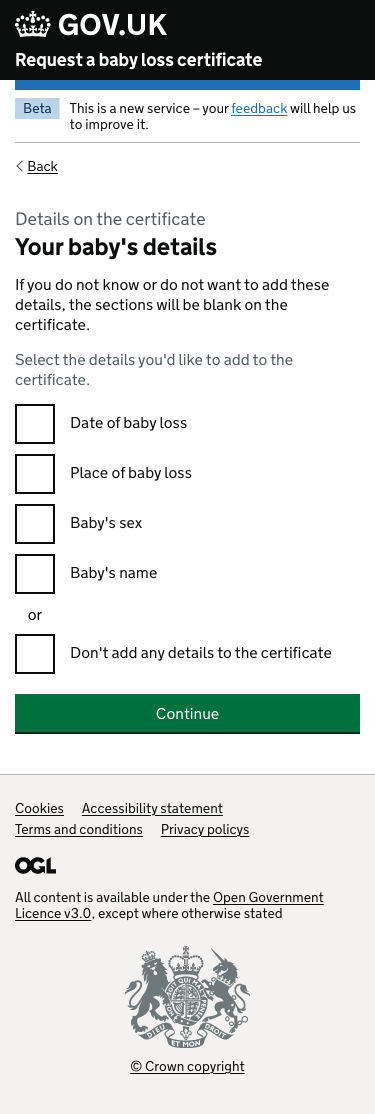 GOV.UK
Request a baby loss certificate
Beta
This is a new service – your feedback will help us
to improve it.
Back
Details on the certificate
Your baby's details
If you do not know or do not want to add these
details, the sections will be blank on the
certificate.
Select the details you'd like to add to the
certificate.
Date of baby loss
Place of baby loss
Baby's sex
Baby's name
or
Don't add any details to the certificate
Continue
Cookies Accessibility statement
Terms and conditions Privacy policys
OGL
All content is available under the Open Government
Licence v3.0, except where otherwise stated
DIEU ET MON DROIT
© Crown copyright